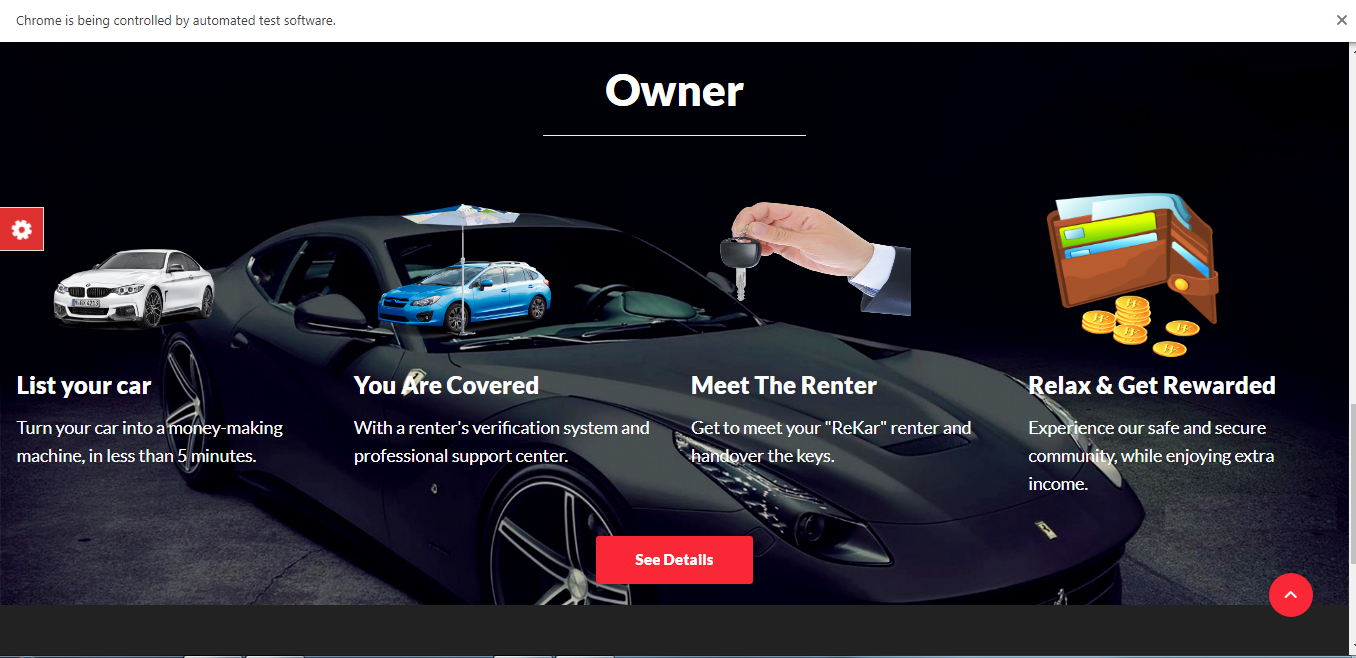 Chrome is being controlled by automated test software.
Owner
List your car
Turn your car into a money-making
machine, in less than 5 minutes.
You Are Covered
With a renter's verification system and
professional support center.
Meet The Renter
Get to meet your "ReKar" renter and
handover the keys.
Relax & Get Rewarded
Experience our safe and secure
community, while enjoying extra
income.
See Details